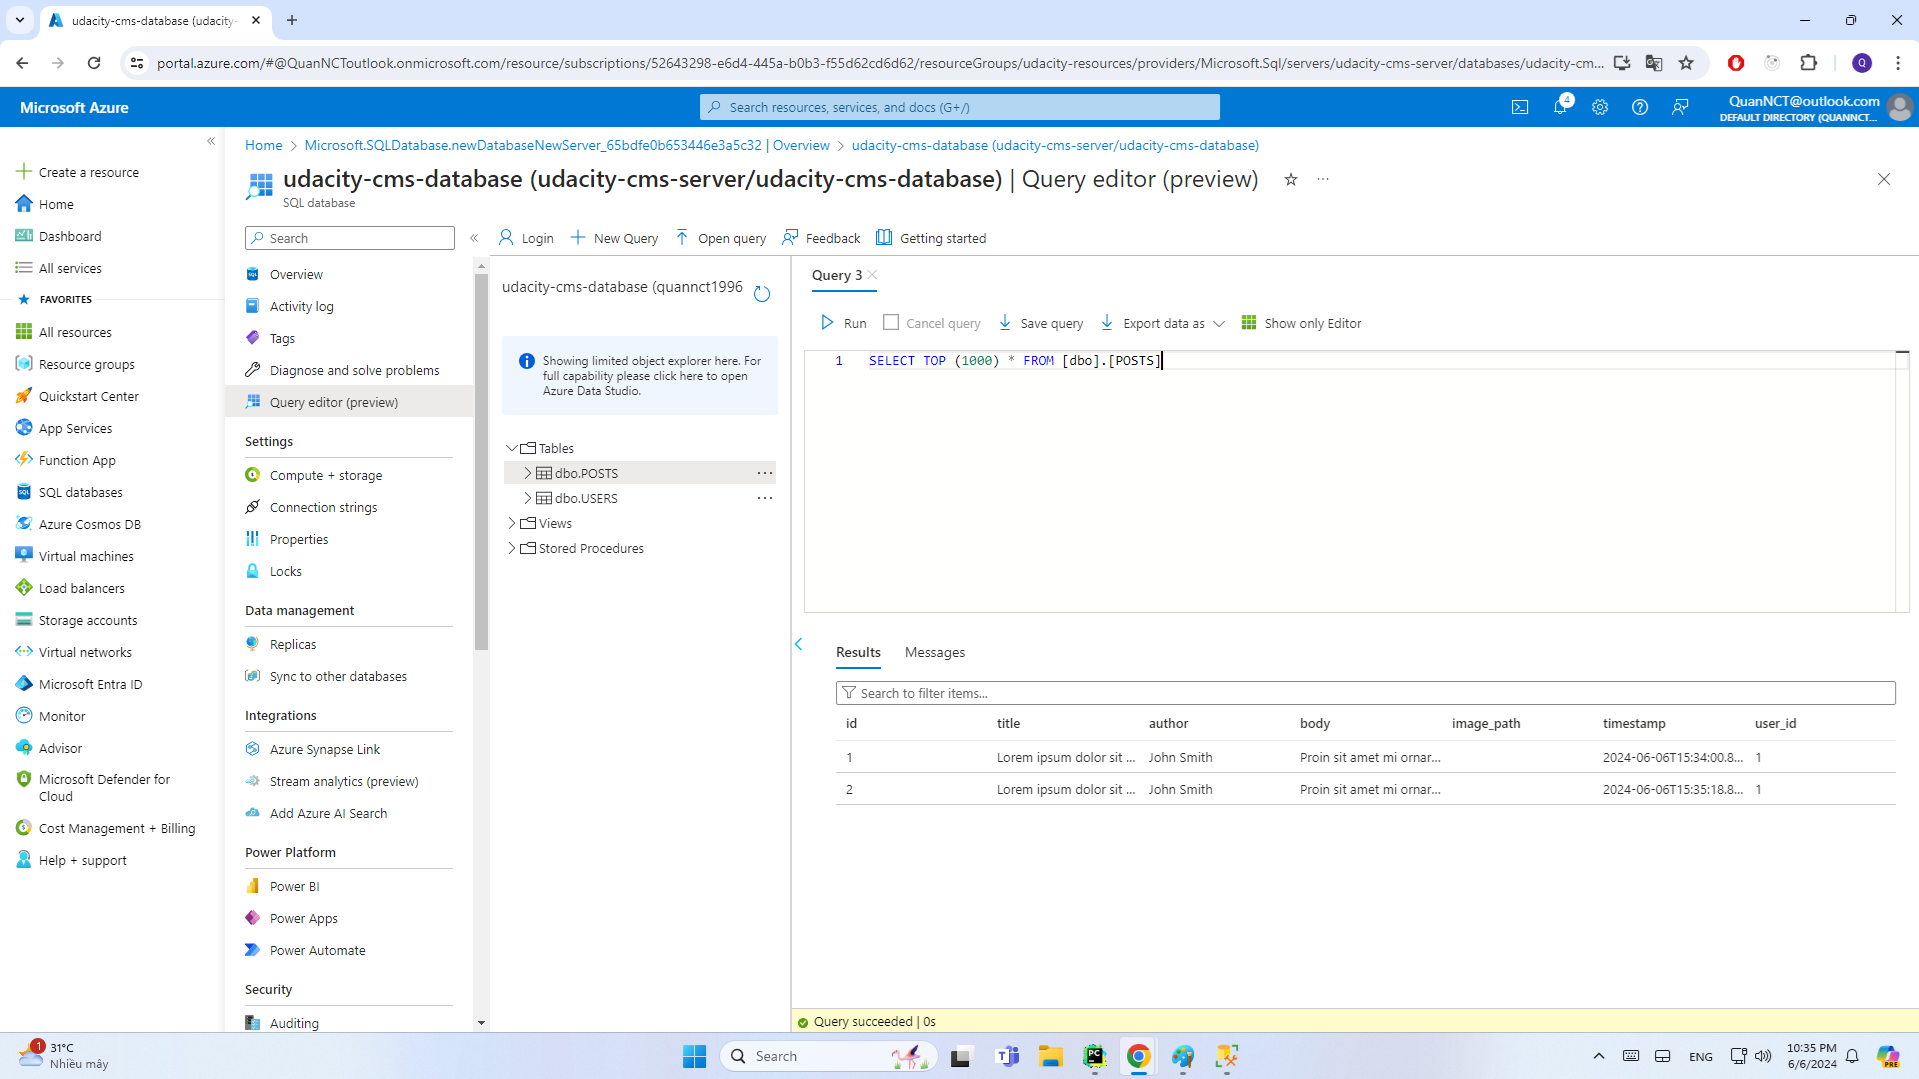 udacity-cms-database (udacity-
portal.azure.com/#@QuanNCToutlook.onmicrosoft.com/resource/subscriptions/52643298-e6d4-445a-b0b3-f55d62cd6d62/resourceGroups/udacity-resources/providers/Microsoft.Sql/servers/udacity-cms-server/databases/udacity-cm...
Q
Microsoft Azure
Search resources, services, and docs (G+/)
4
QuanNCT@outlook.com
DEFAULT DIRECTORY (QUANNCT...
Home
Microsoft.SQLDatabase.newDatabaseNewServer_65bdfe0b653446e3a5c32 | Overview
udacity-cms-database (udacity-cms-server/udacity-cms-database)
udacity-cms-database (udacity-cms-server/udacity-cms-database) | Query editor (preview)
SQL database
Create a resource
Home
Dashboard
All services
FAVORITES
All resources
Resource groups
Quickstart Center
App Services
Function App
SQL databases
Azure Cosmos DB
Virtual machines
Load balancers
Storage accounts
Virtual networks
Microsoft Entra ID
Monitor
Advisor
Microsoft Defender for
Cloud
Cost Management + Billing
Help + support
Search
Overview
Activity log
Tags
Diagnose and solve problems
Query editor (preview)
Settings
Compute + storage
Connection strings
Properties
Locks
Data management
Replicas
Sync to other databases
Integrations
Azure Synapse Link
Stream analytics (preview)
Add Azure AI Search
Power Platform
Power BI
Power Apps
Power Automate
Security
Auditing
Login
New Query
Open query
Feedback
Getting started
udacity-cms-database (quannct1996
Showing limited object explorer here. For
full capability please click here to open
Azure Data Studio.
Tables
dbo.POSTS
dbo.USERS
Views
Stored Procedures
Query 3
Run
Cancel query
Save query
Export data as
Show only Editor
1 SELECT TOP (1000) * FROM [dbo].[POSTS]
Results
Messages
Search to filter items...
id title author body image_path timestamp user_id
1 Lorem ipsum dolor sit ... John Smith Proin sit amet mi ornar... 2024-06-06T15:34:00.8... 1
2 Lorem ipsum dolor sit ... John Smith Proin sit amet mi ornar... 2024-06-06T15:35:18.8... 1
Query succeeded | 0s
1
31°C
Nhiều mây
Search
PC
ENG
10:35 PM
6/6/2024
PRE